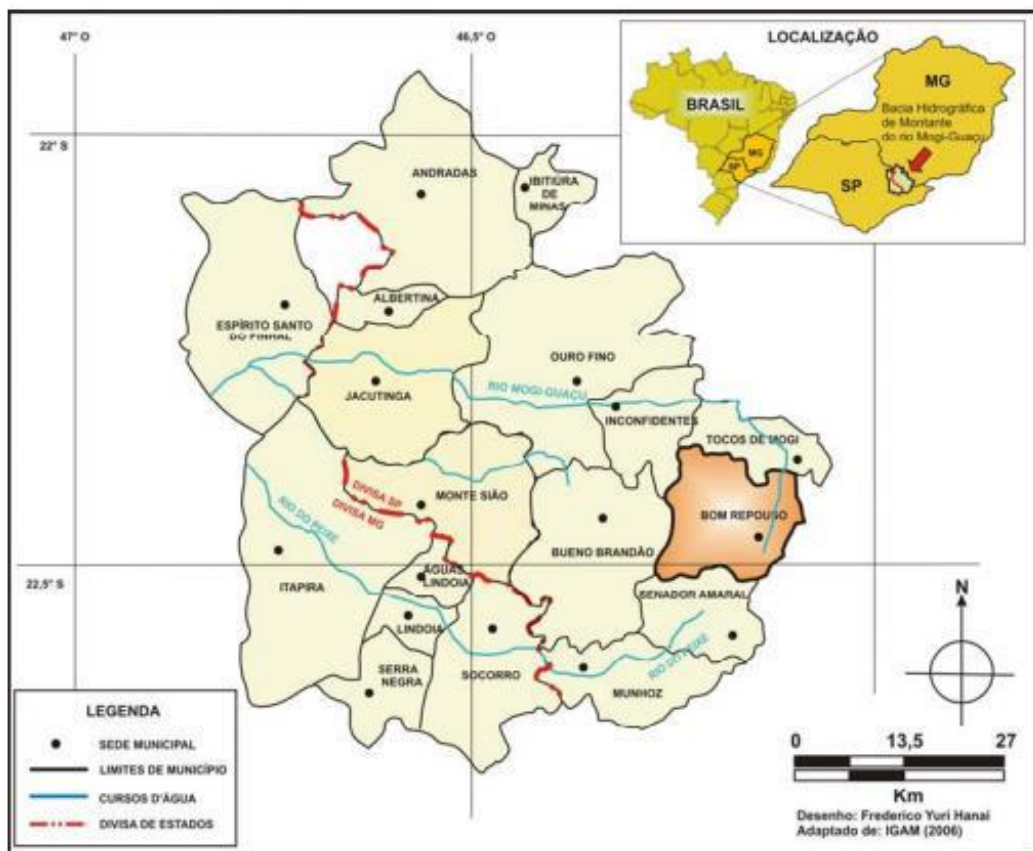 47° O
46,5° O
22° S
22,5° S
LOCALIZAÇÃO
BRASIL
MG
SP
MG
Bacia Hidrográfica
de Montante
do rio Mogi-Guaçu
SP
ANDRADAS
IBITIÚRA
DE
MINAS
ALBERTINA
ESPÍRITO SANTO
DO PINHAL
OURO FINO
JACUTINGA
RIO MOGI-GUAÇU
INCONFIDENTES
TOCOS DE MOGI
MONTE SIÃO
DIVISA SP
DIVISA MG
RIO DO PEIXE
BOM REPOUSO
BUENO BRANDÃO
ITAPIRA
ÁGUAS
LINDOIA
SENADOR AMARAL
LINDOIA
SERRA
NEGRA
SOCORRO
RIO DO PEIXE
MUNHOZ
N
LEGENDA
SEDE MUNICIPAL
LIMITES DE MUNICÍPIO
CURSOS D'ÁGUA
DIVISA DE ESTADOS
0 13,5 27
Km
Desenho: Frederico Yuri Hanai
Adaptado de: IGAM (2006)